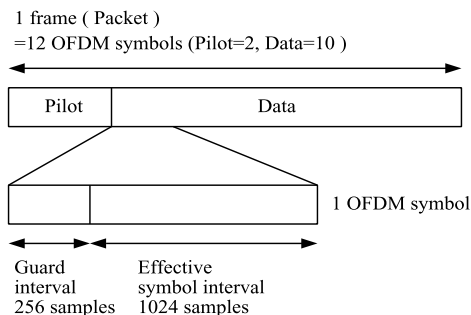 1 frame ( Packet )
=12 OFDM symbols (Pilot=2, Data=10 )
Pilot
Data
1 OFDM symbol
Guard
interval
256 samples
Effective
symbol interval
1024 samples